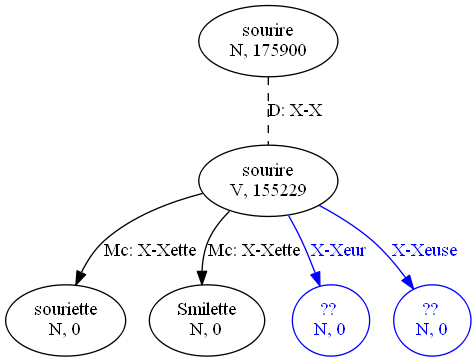 sourire
N, 175900
D: X-X
sourire
V, 155229
Mc: X-Xette
Mc: X-Xette
X-Xeur
X-Xeuse
souriette
N, 0
Smilette
N, 0
??
N, 0
??
N, 0